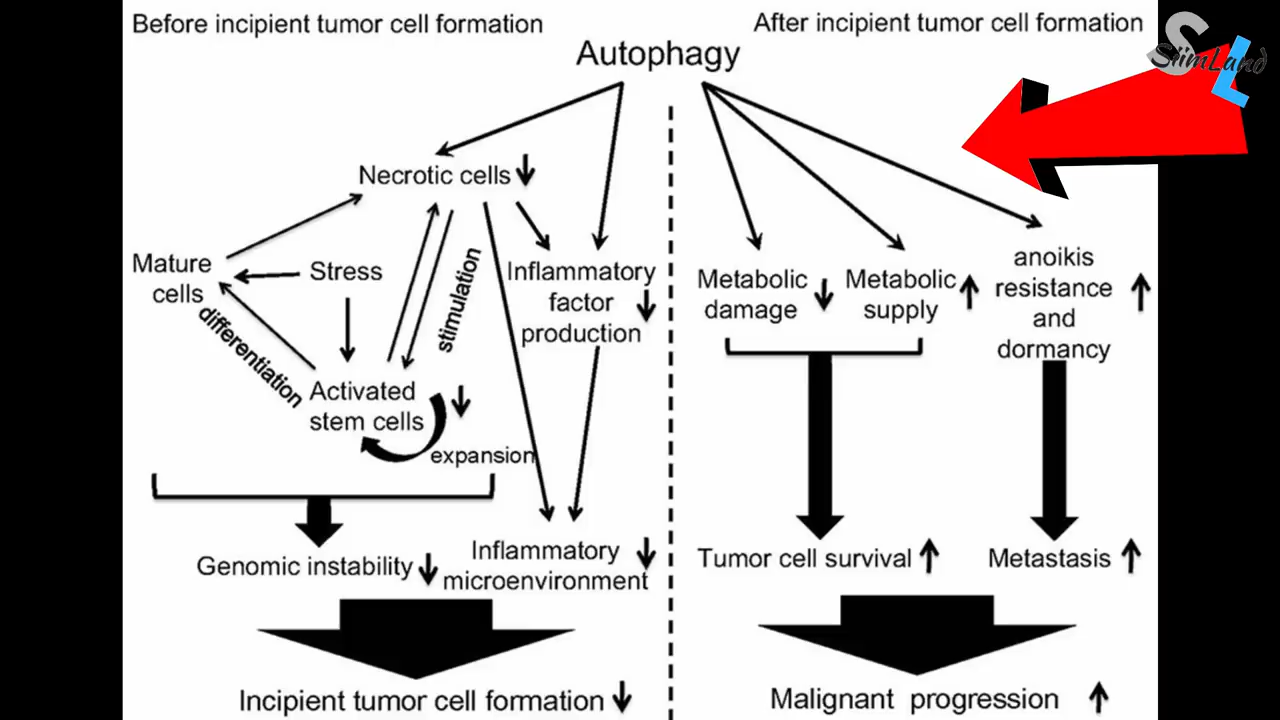 Before incipient tumor cell formation
After incipient tumor cell formation
SL
SiimLand
Autophagy
Necrotic cells
Mature
cells
Stress
stimulation
differentiation
Inflammatory
factor
production
Activated
stem cells
expansion
Genomic instability
Inflammatory
microenvironment
Incipient tumor cell formation
Metabolic
damage
Metabolic
supply
anoikis
resistance
and
dormancy
Tumor cell survival
Metastasis
Malignant progression